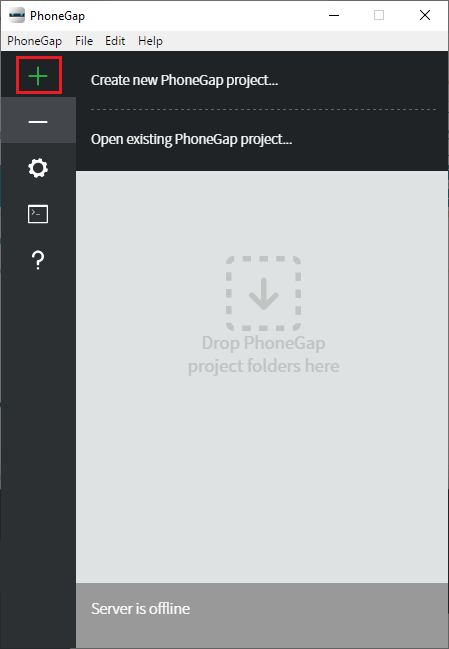 PhoneGap
PhoneGap File Edit Help
Create new PhoneGap project...
Open existing PhoneGap project...
Drop PhoneGap
project folders here
Server is offline